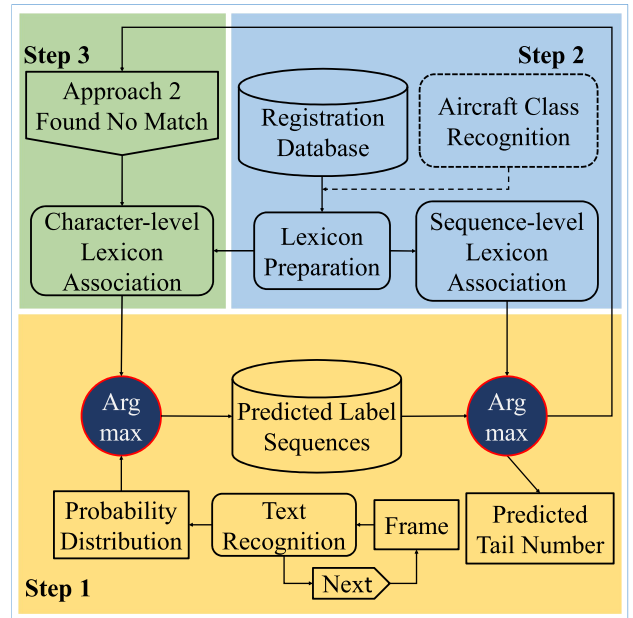 Step 3
Step 2
Approach 2
Found No Match
Registration
Database
Aircraft Class
Recognition
Character-level
Lexicon
Association
Lexicon
Preparation
Sequence-level
Lexicon
Association
Arg
max
Predicted Label
Sequences
Arg
max
Probability
Distribution
Text
Recognition
Frame
Predicted
Tail Number
Next
Step 1